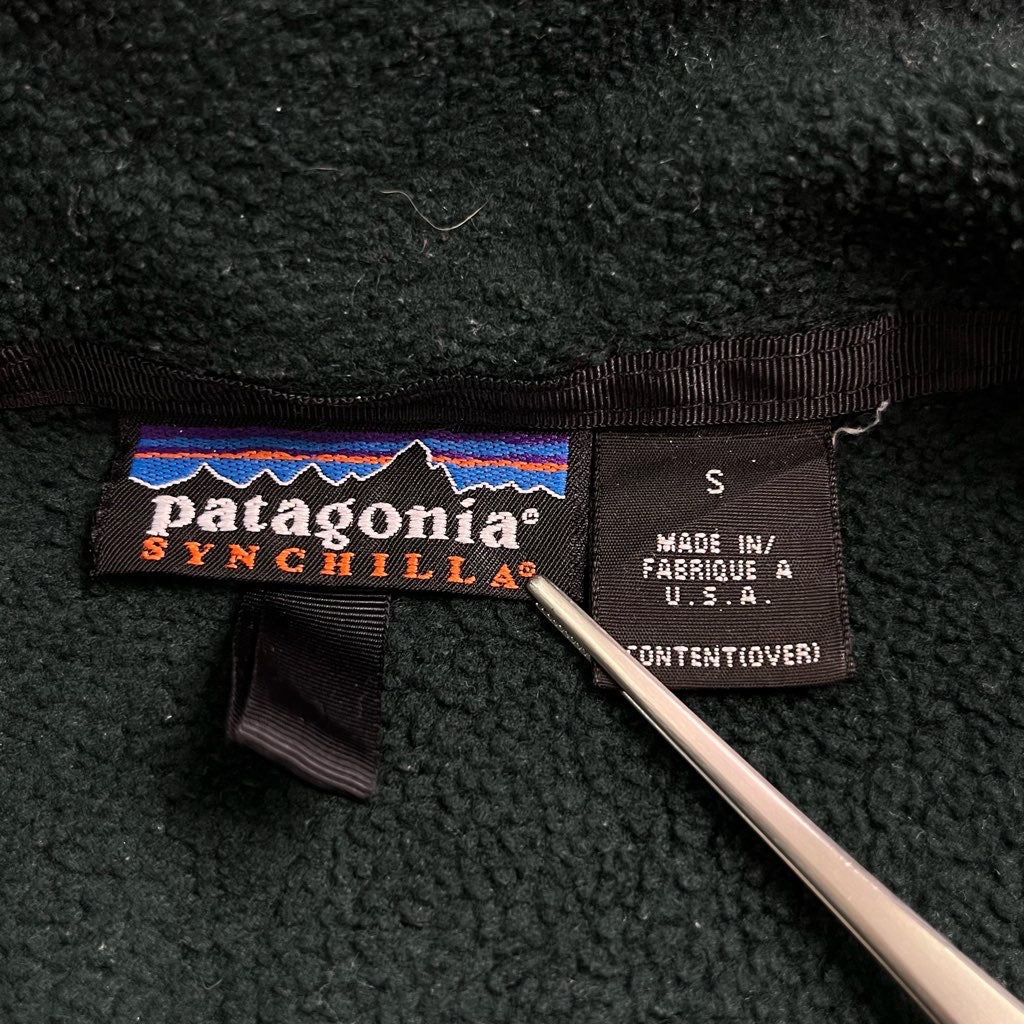 patagonia®
SYNCHILLA®
S
MADE IN/
FABRIQUE A
U.S.A.
CONTENT(OVER)